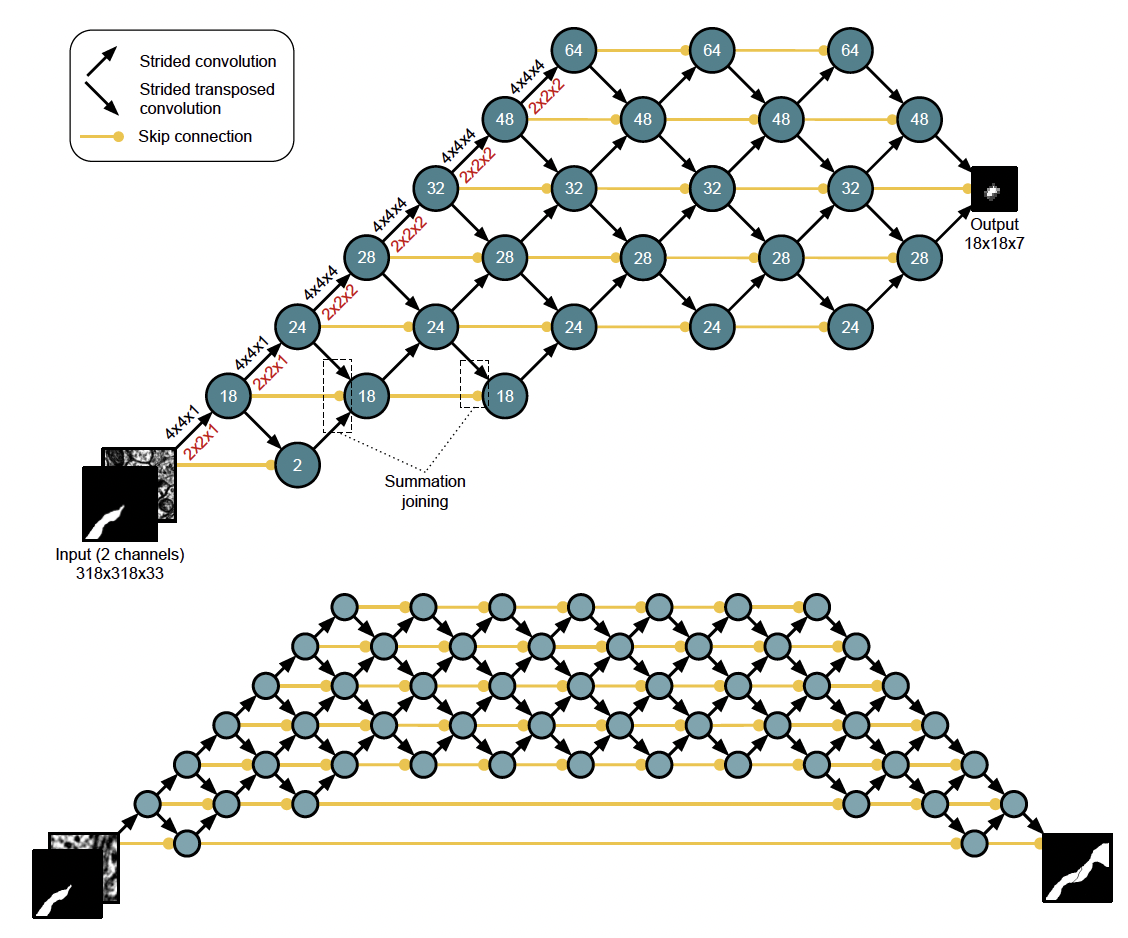 Strided convolution
Strided transposed
convolution
Skip connection
64 64 64
4x4x4
2x2x2
48 48 48 48
4x4x4
2x2x2
32 32 32 32
4x4x4
2x2x2
Output
18x18x7
28 28 28 28 28
4x4x4
2x2x2
24 24 24 24 24
4x4x1
2x2x1
18 18 18
4x4x1
2x2x1
2
Summation
joining
Input (2 channels)
318x318x33